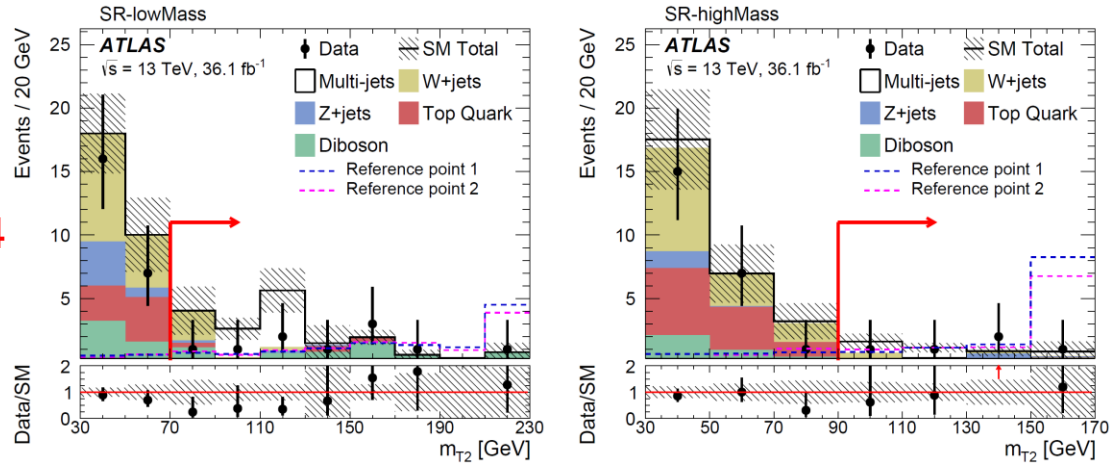 SR-lowMass
ATLAS
√s = 13 TeV, 36.1 fb⁻¹
Data
SM Total
Multi-jets
W+jets
Z+jets
Top Quark
Diboson
Reference point 1
Reference point 2
Events / 20 GeV
25
20
15
10
5
2
1
0
Data/SM
30 50 70 90 110 130 150 170 190 210 230
m_T2 [GeV]
SR-highMass
ATLAS
√s = 13 TeV, 36.1 fb⁻¹
Data
SM Total
Multi-jets
W+jets
Z+jets
Top Quark
Diboson
Reference point 1
Reference point 2
Events / 20 GeV
25
20
15
10
5
2
1
0
Data/SM
30 50 70 90 110 130 150 170
m_T2 [GeV]